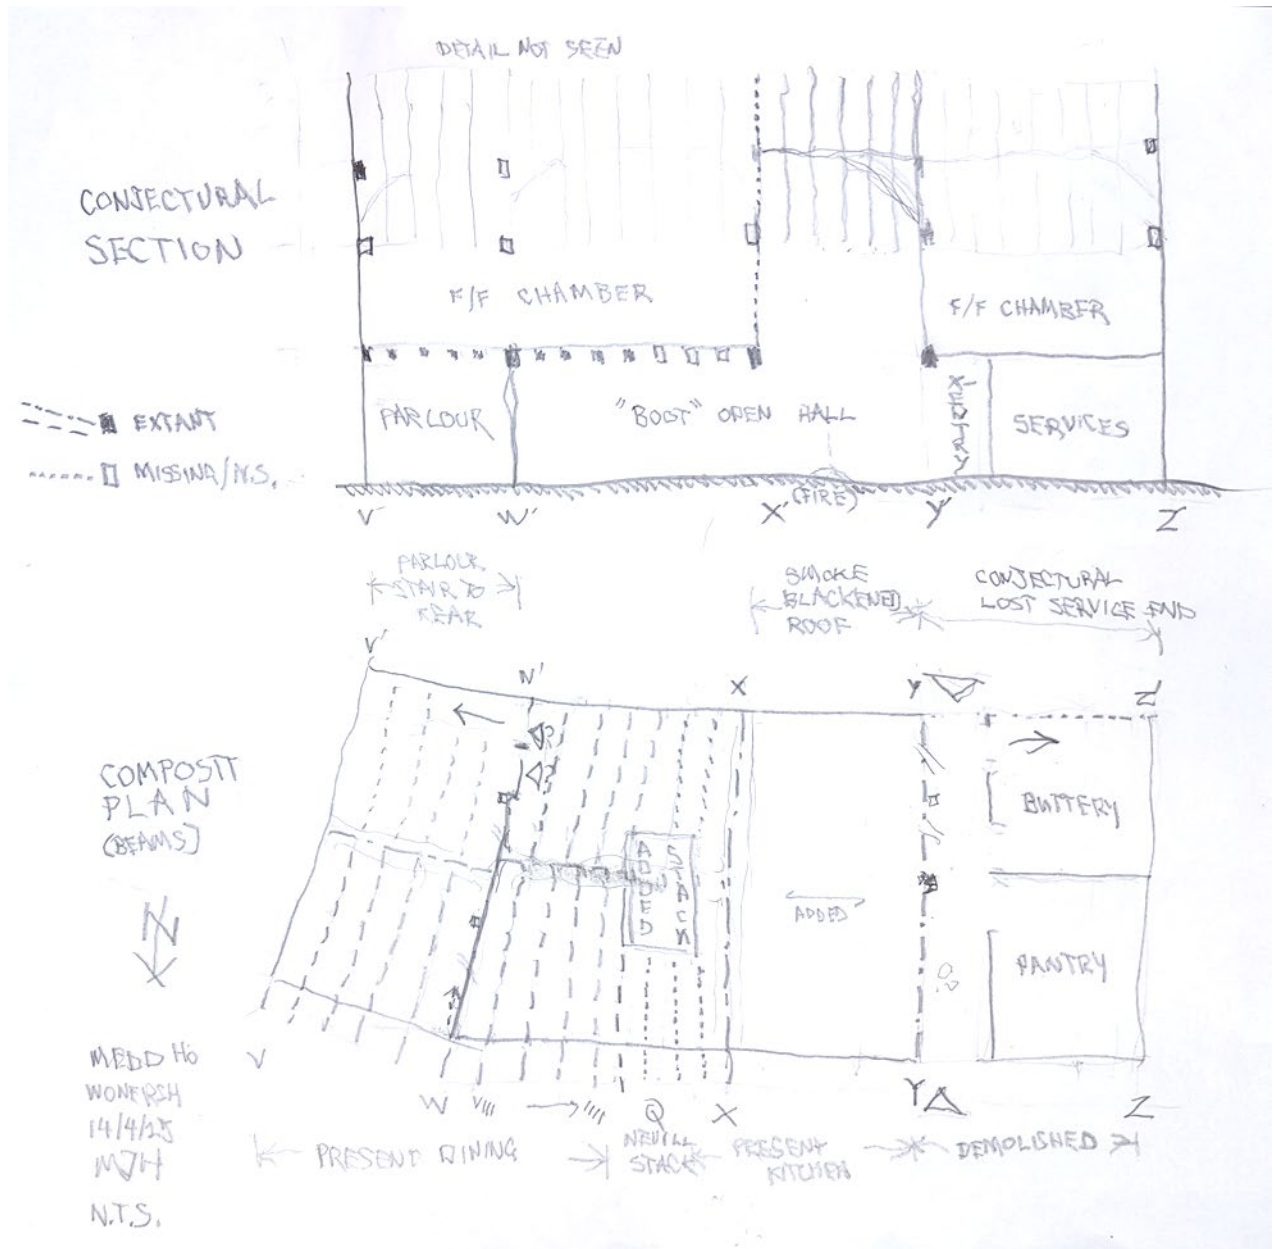 DETAIL NOT SEEN
CONJECTURAL
SECTION
F/F CHAMBER
F/F CHAMBER
EXTANT
MISSING/N.S.
PARLOUR
"BOOT" OPEN HALL
SERVICES
(FIRE)
V
W'
X'
Y'
Z
PARLOUR
STAIR TO
REAR
SMOKE
BLACKENED
ROOF
CONJECTURAL
LOST SERVICE END
V'
W'
X
Y
Z'
COMPOSIT
PLAN
(BEAMS)
N
?
?
ADDED
STACK
ADDED
BUTTERY
PANTRY
MEDD HO
WONERSH
14/4/25
MJH
N.T.S.
V
W
Q
X
Y
Z
PRESENT DINING
STACK
PRESENT
KITCHEN
DEMOLISHED